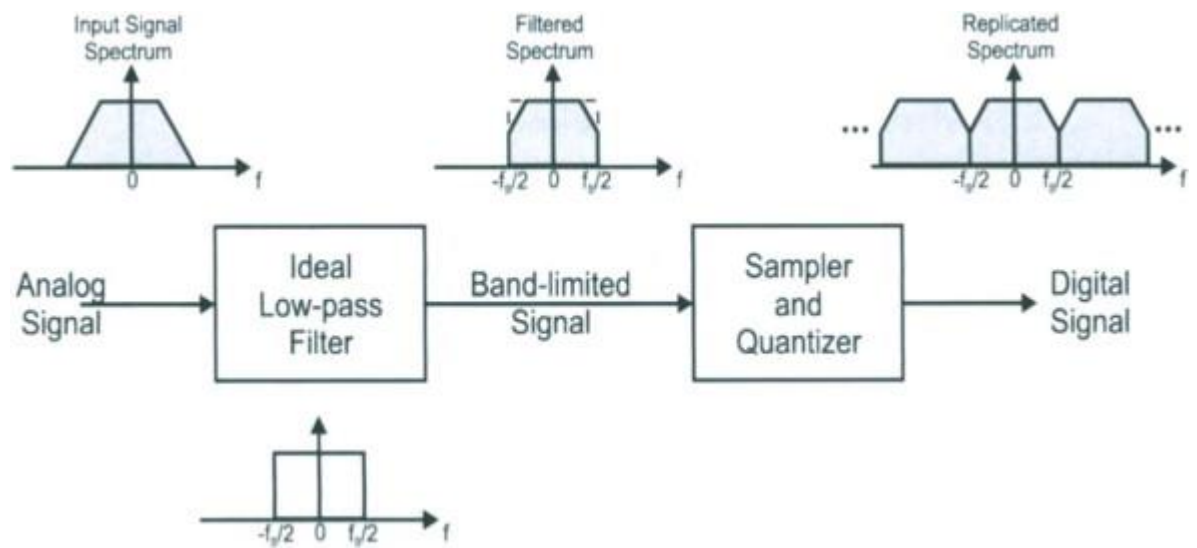 Input Signal
Spectrum
0
f
Filtered
Spectrum
-fₛ/2 0 fₛ/2
f
Replicated
Spectrum
...
...
-fₛ/2 0 fₛ/2
f
Analog
Signal
Ideal
Low-pass
Filter
Band-limited
Signal
Sampler
and
Quantizer
Digital
Signal
-fₛ/2 0 fₛ/2
f